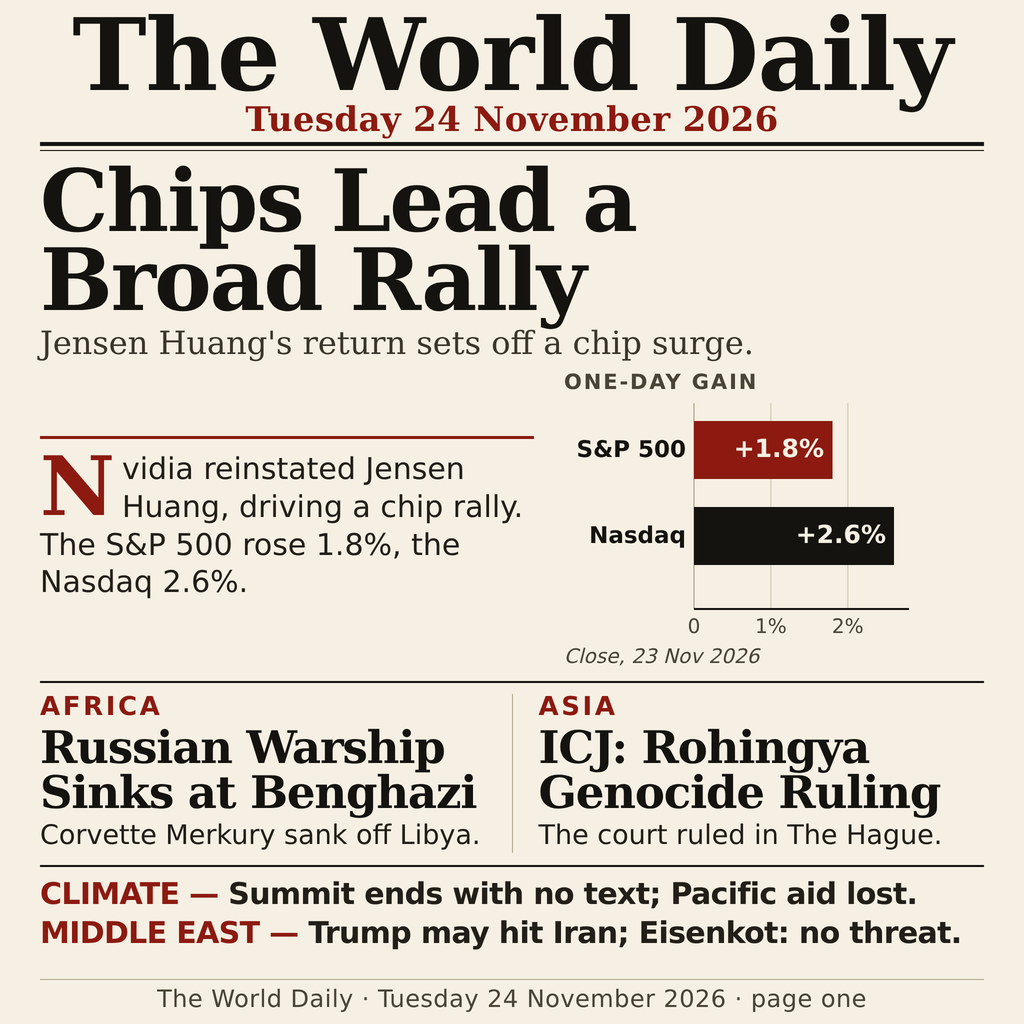 The World Daily
Tuesday 24 November 2026
Chips Lead a
Broad Rally
Jensen Huang's return sets off a chip surge.
Nvidia reinstated Jensen
Huang, driving a chip rally.
The S&P 500 rose 1.8%, the
Nasdaq 2.6%.
ONE-DAY GAIN
S&P 500 +1.8%
Nasdaq +2.6%
0 1% 2%
Close, 23 Nov 2026
AFRICA
Russian Warship
Sinks at Benghazi
Corvette Merkury sank off Libya.
ASIA
ICJ: Rohingya
Genocide Ruling
The court ruled in The Hague.
CLIMATE — Summit ends with no text; Pacific aid lost.
MIDDLE EAST — Trump may hit Iran; Eisenkot: no threat.
The World Daily · Tuesday 24 November 2026 · page one